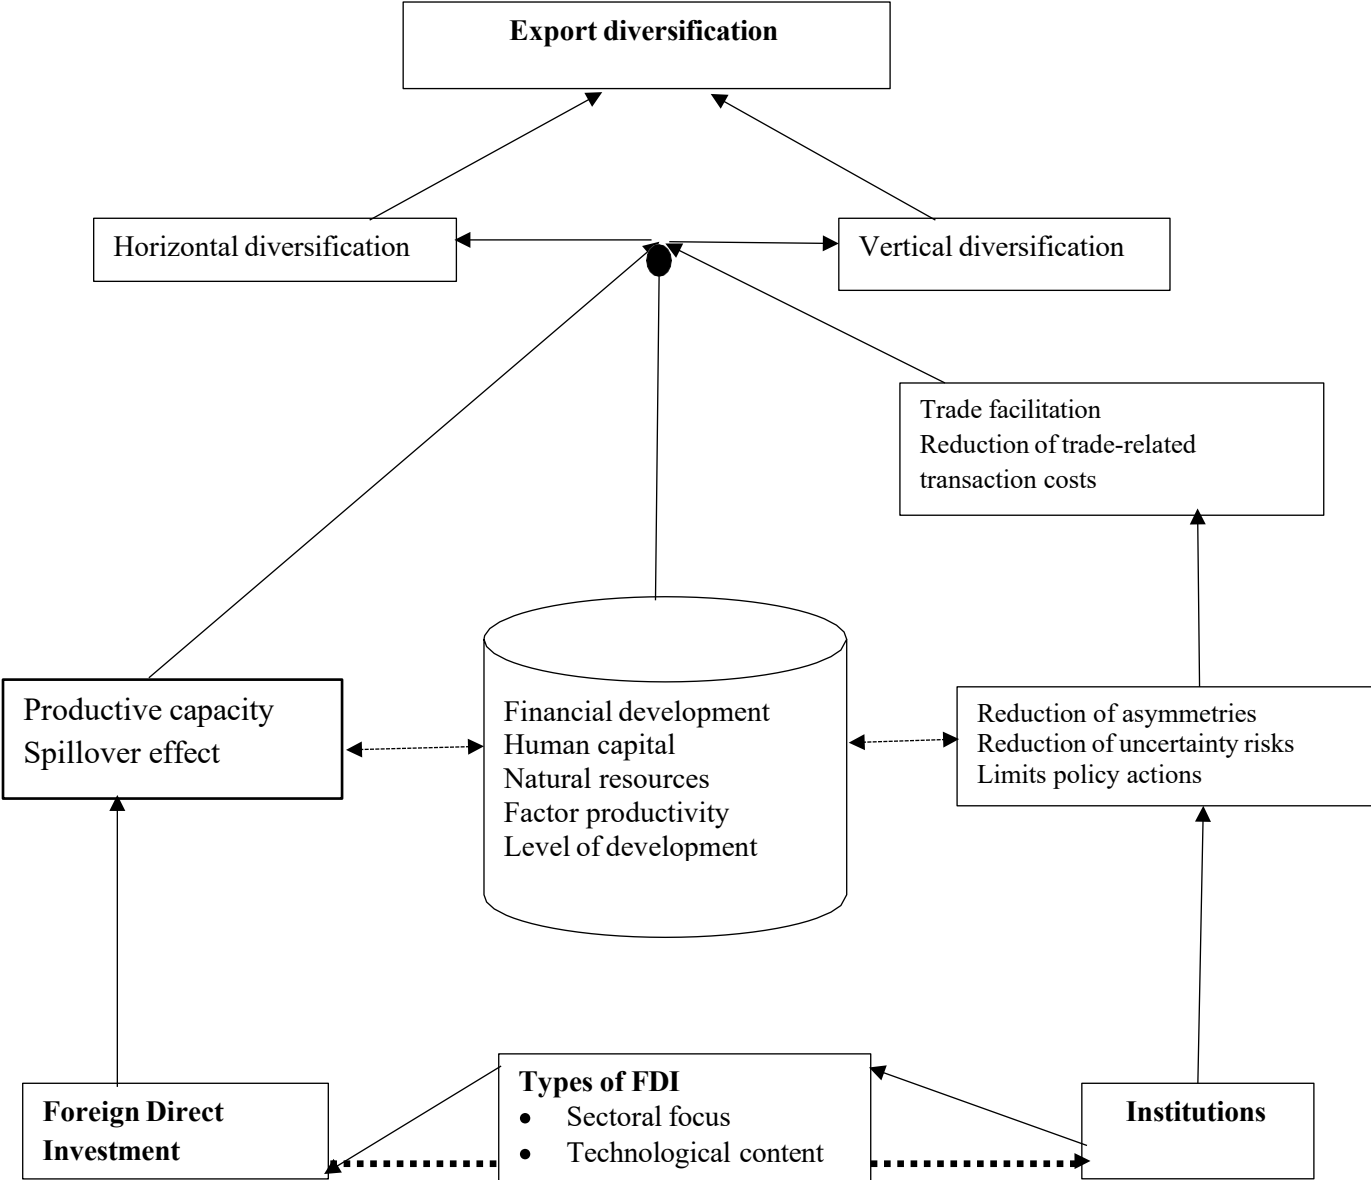 Export diversification
Horizontal diversification
Vertical diversification
Trade facilitation
Reduction of trade-related
transaction costs
Productive capacity
Spillover effect
Financial development
Human capital
Natural resources
Factor productivity
Level of development
Reduction of asymmetries
Reduction of uncertainty risks
Limits policy actions
Foreign Direct
Investment
Types of FDI
• Sectoral focus
• Technological content
Institutions